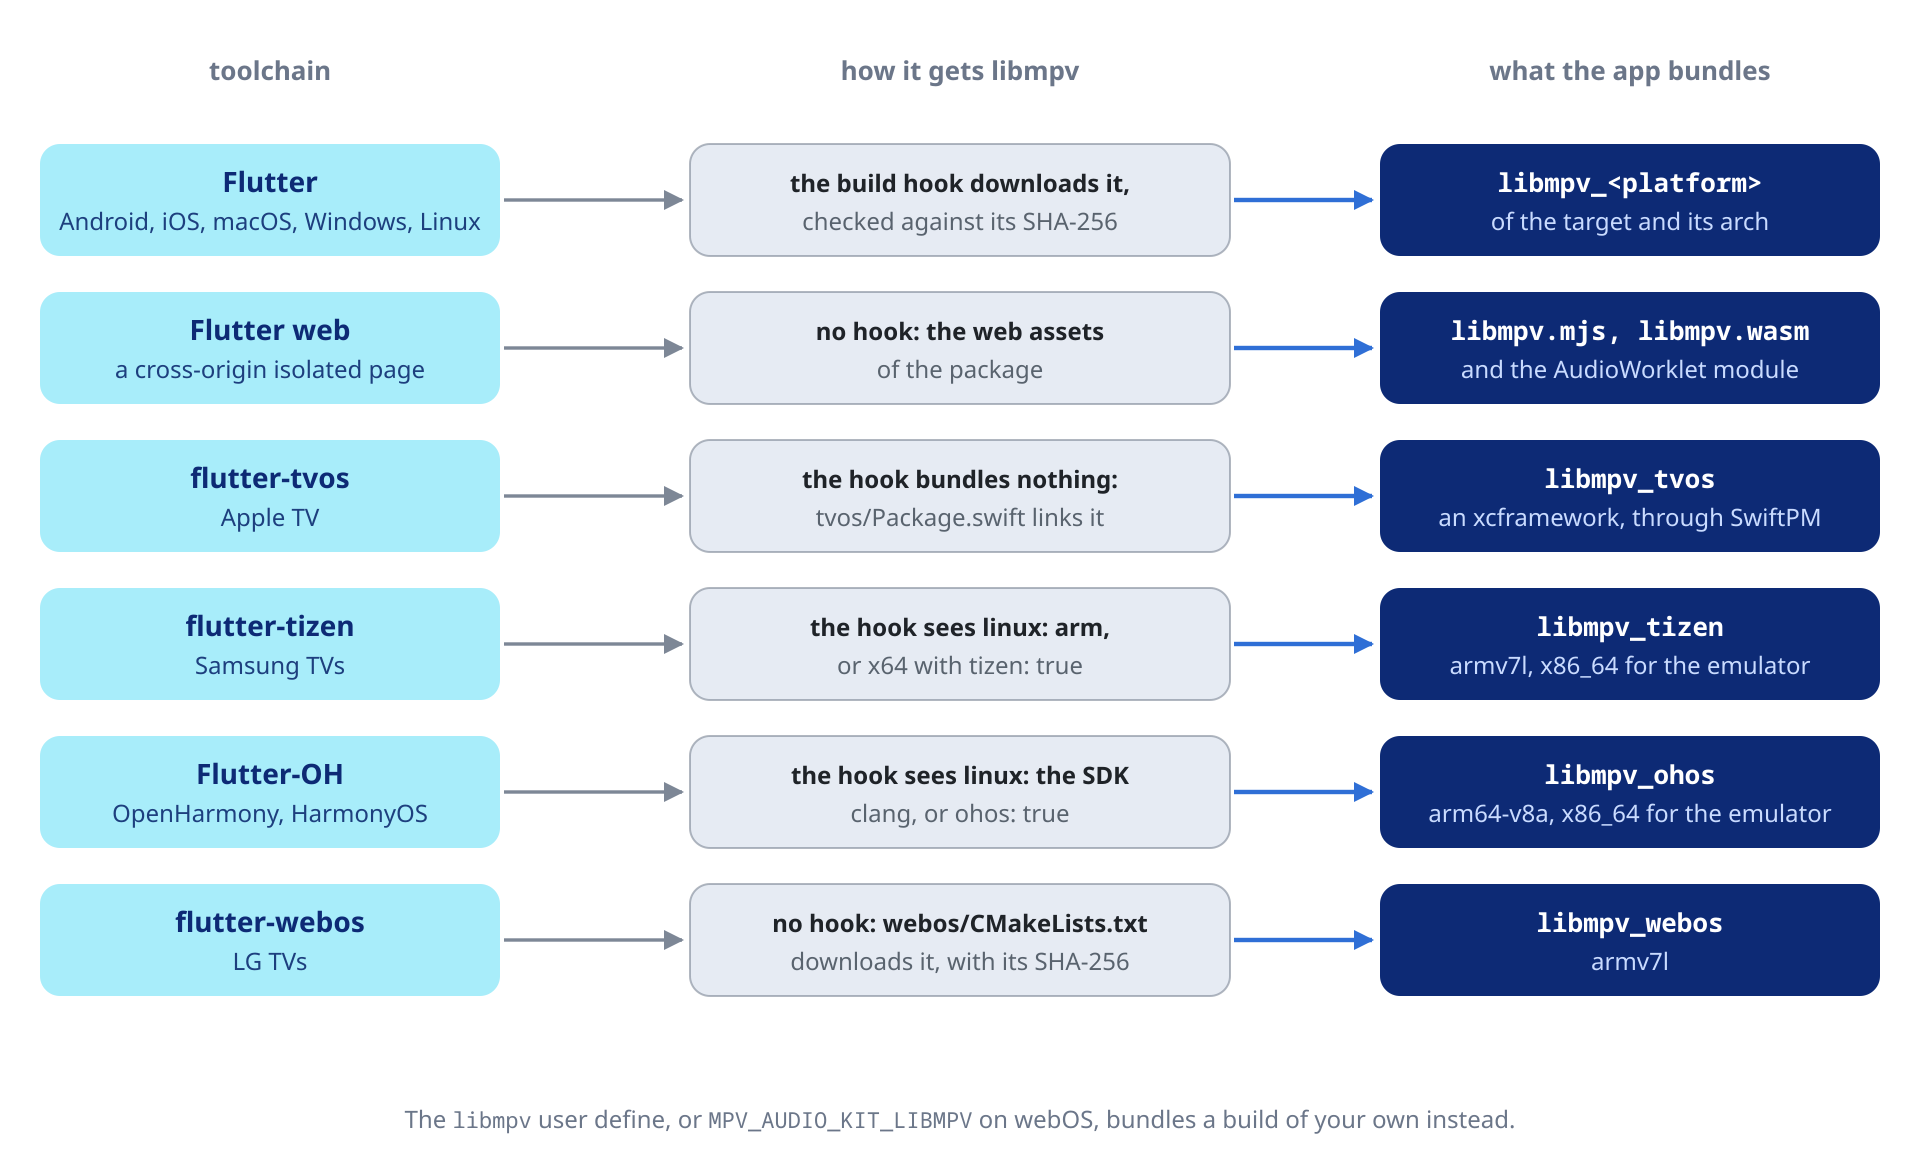 toolchain
how it gets libmpv
what the app bundles
Flutter
Android, iOS, macOS, Windows, Linux
the build hook downloads it,
checked against its SHA-256
libmpv_<platform>
of the target and its arch
Flutter web
a cross-origin isolated page
no hook: the web assets
of the package
libmpv.mjs, libmpv.wasm
and the AudioWorklet module
flutter-tvos
Apple TV
the hook bundles nothing:
tvos/Package.swift links it
libmpv_tvos
an xcframework, through SwiftPM
flutter-tizen
Samsung TVs
the hook sees linux: arm,
or x64 with tizen: true
libmpv_tizen
armv7l, x86_64 for the emulator
Flutter-OH
OpenHarmony, HarmonyOS
the hook sees linux: the SDK
clang, or ohos: true
libmpv_ohos
arm64-v8a, x86_64 for the emulator
flutter-webos
LG TVs
no hook: webos/CMakeLists.txt
downloads it, with its SHA-256
libmpv_webos
armv7l
The libmpv user define, or MPV_AUDIO_KIT_LIBMPV on webOS, bundles a build of your own instead.